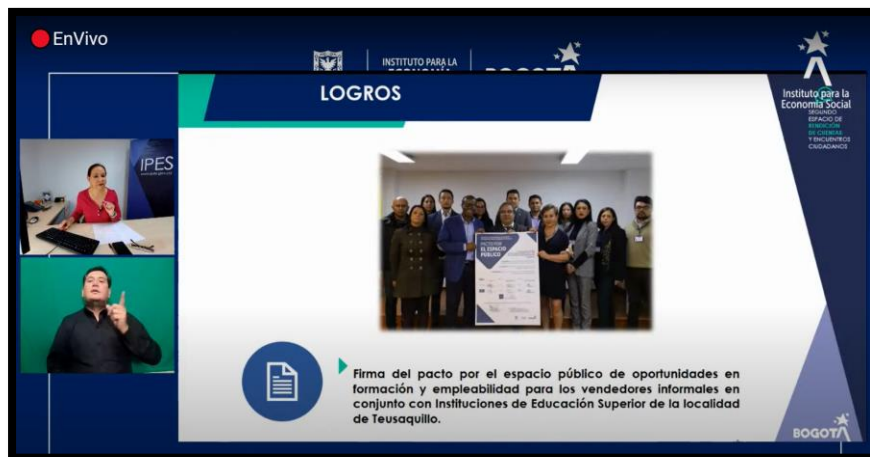 EnVivo
INSTITUTO PARA LA
LOGROS
Instituto para la
Economía Social
SEGUNDO
ESPACIO DE
RENDICIÓN
DE CUENTAS
Y ENCUENTROS
CIUDADANOS
IPES
EL ESPACIO
PÚBLICO
Firma del pacto por el espacio público de oportunidades en
formación y empleabilidad para los vendedores informales en
conjunto con Instituciones de Educación Superior de la localidad
de Teusaquillo.
BOGOTÁ